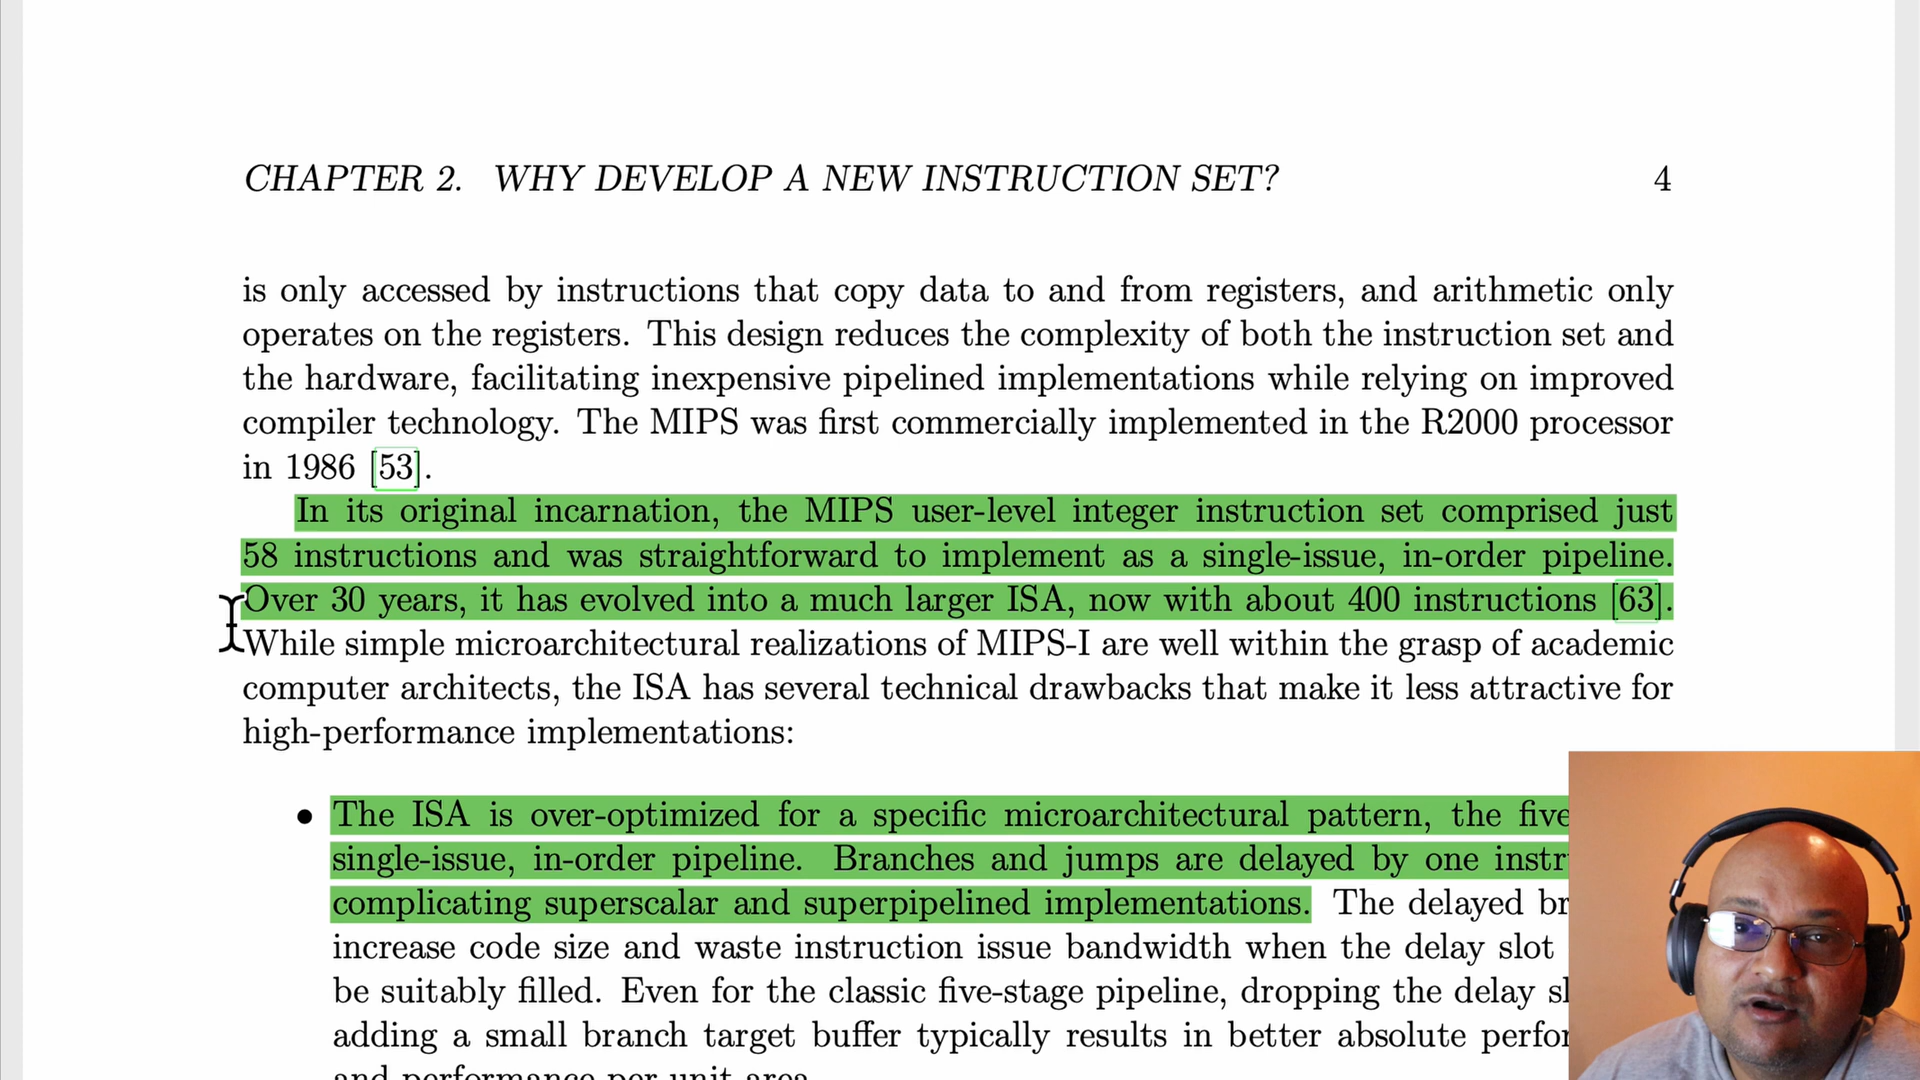 CHAPTER 2. WHY DEVELOP A NEW INSTRUCTION SET? 4
is only accessed by instructions that copy data to and from registers, and arithmetic only
operates on the registers. This design reduces the complexity of both the instruction set and
the hardware, facilitating inexpensive pipelined implementations while relying on improved
compiler technology. The MIPS was first commercially implemented in the R2000 processor
in 1986 [53].
In its original incarnation, the MIPS user-level integer instruction set comprised just
58 instructions and was straightforward to implement as a single-issue, in-order pipeline.
Over 30 years, it has evolved into a much larger ISA, now with about 400 instructions [63].
While simple microarchitectural realizations of MIPS-I are well within the grasp of academic
computer architects, the ISA has several technical drawbacks that make it less attractive for
high-performance implementations:
• The ISA is over-optimized for a specific microarchitectural pattern, the five
single-issue, in-order pipeline. Branches and jumps are delayed by one instr
complicating superscalar and superpipelined implementations. The delayed br
increase code size and waste instruction issue bandwidth when the delay slot
be suitably filled. Even for the classic five-stage pipeline, dropping the delay sl
adding a small branch target buffer typically results in better absolute perfor
and performance per unit area